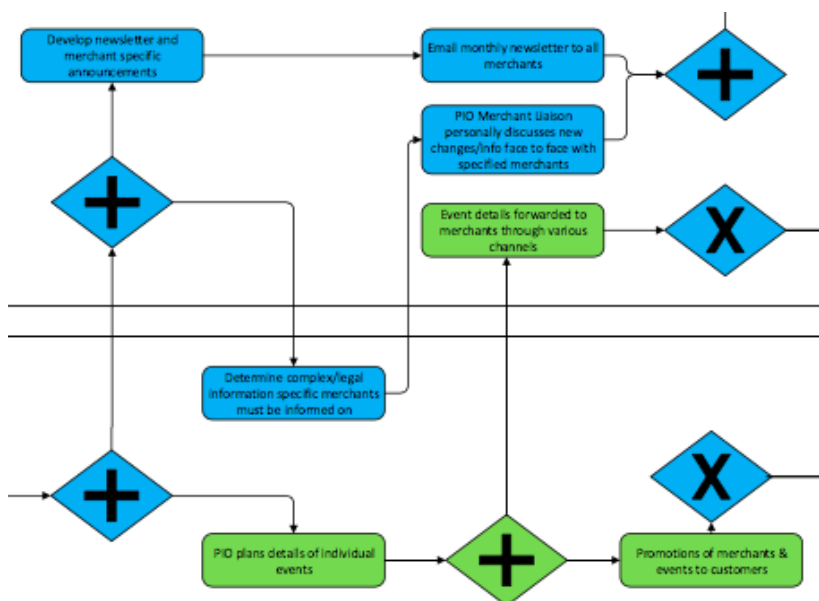 Develop newsletter and
merchant specific
announcements
Email monthly newsletter to all
merchants
PIO Merchant Liaison
personally discusses new
changes/info face to face with
specified merchants
Event details forwarded to
merchants through various
channels
X
Determine complex/legal
information specific merchants
must be informed on
X
PIO plans details of individual
events
Promotions of merchants &
events to customers